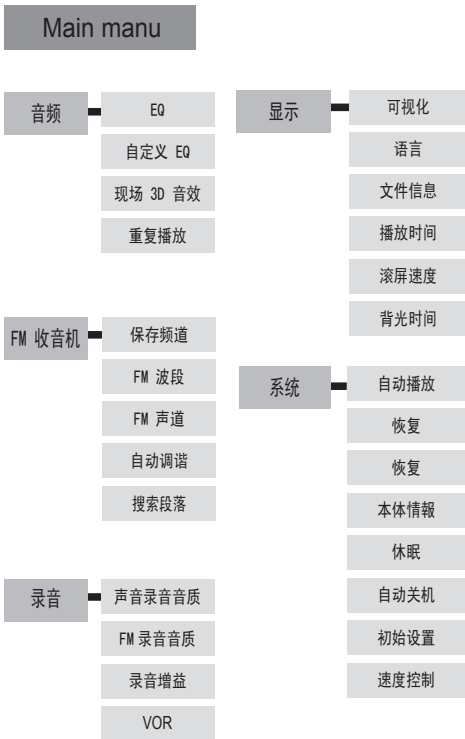 Main manu
音频
EQ
自定义 EQ
现场 3D 音效
重复播放
FM 收音机
保存频道
FM 波段
FM 声道
自动调谐
搜索段落
录音
声音录音音质
FM 录音音质
录音增益
VOR
显示
可视化
语言
文件信息
播放时间
滚屏速度
背光时间
系统
自动播放
恢复
恢复
本体情報
休眠
自动关机
初始设置
速度控制